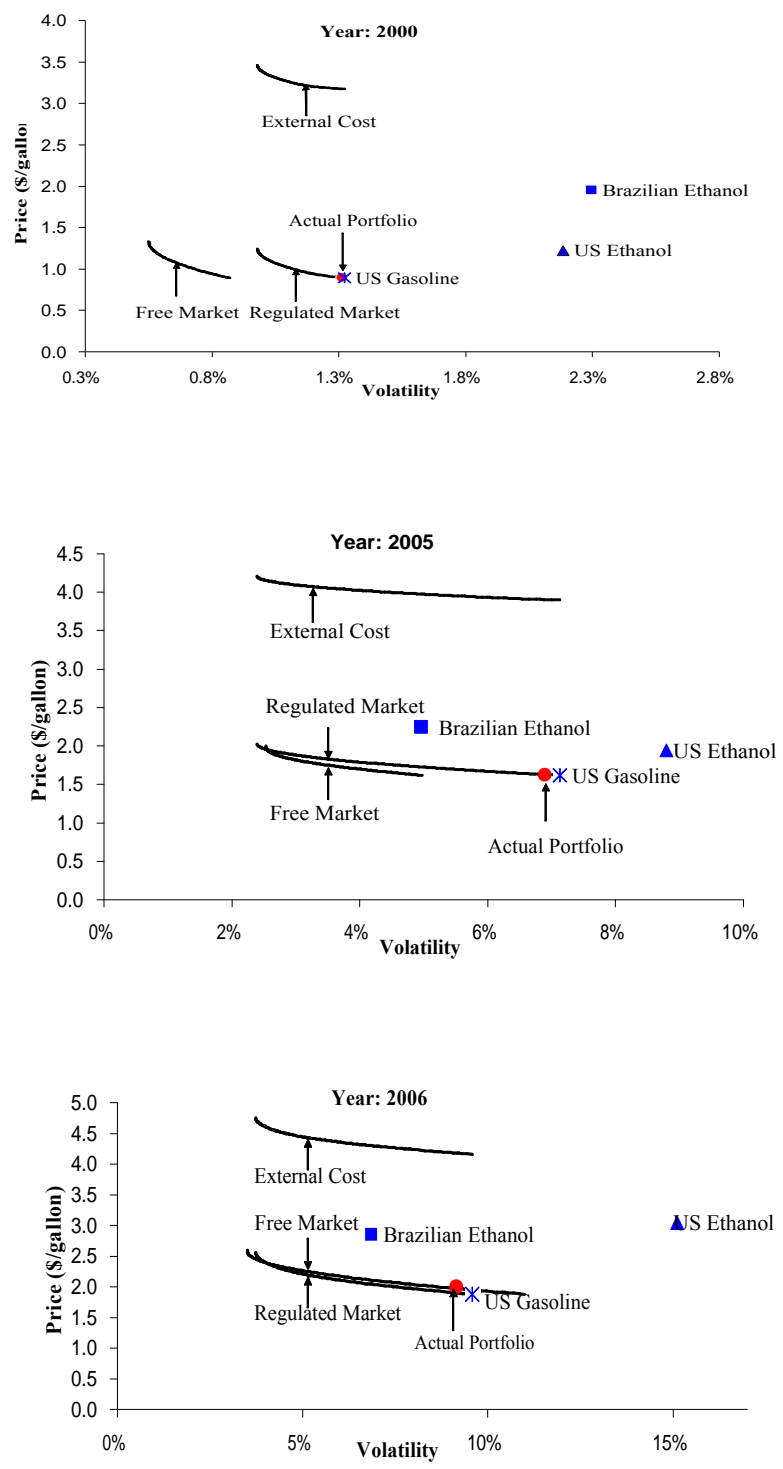 Year: 2000
4.0
3.5
3.0
2.5
2.0
1.5
1.0
0.5
0.0
Price ($/gallo
External Cost
Brazilian Ethanol
Actual Portfolio
US Ethanol
US Gasoline
Free Market
Regulated Market
0.3%
0.8%
1.3%
1.8%
2.3%
2.8%
Volatility
Year: 2005
4.5
4.0
3.5
3.0
2.5
2.0
1.5
1.0
0.5
0.0
Price ($/gallon)
External Cost
Regulated Market
Brazilian Ethanol
US Ethanol
US Gasoline
Free Market
Actual Portfolio
0%
2%
4%
6%
8%
10%
Volatility
Year: 2006
5.0
4.5
4.0
3.5
3.0
2.5
2.0
1.5
1.0
0.5
0.0
Price ($/gallon)
External Cost
Free Market
US Ethanol
Brazilian Ethanol
Regulated Market
US Gasoline
Actual Portfolio
0%
5%
10%
15%
Volatility